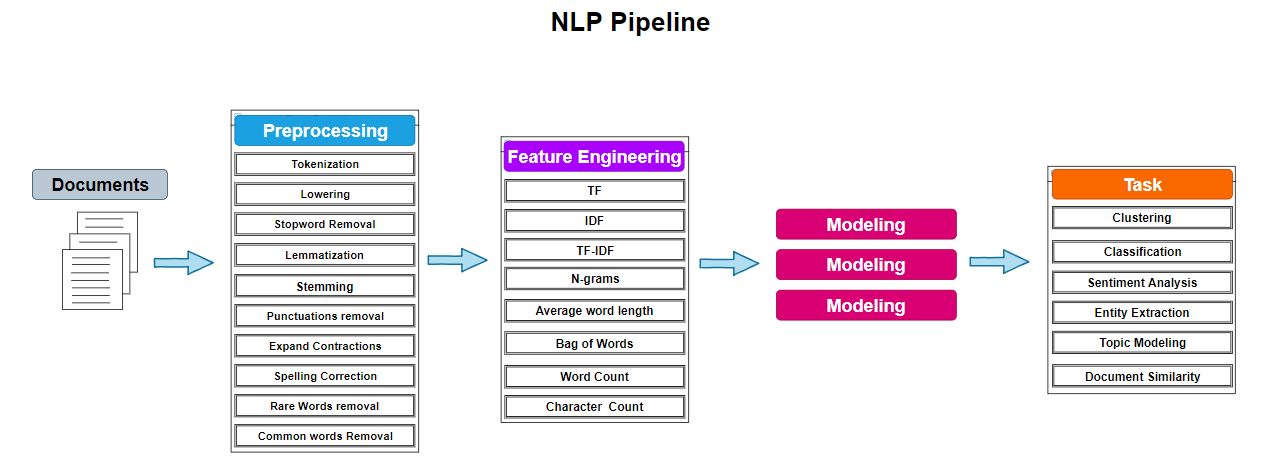 NLP Pipeline
Documents
Preprocessing
Tokenization
Lowering
Stopword Removal
Lemmatization
Stemming
Punctuations removal
Expand Contractions
Spelling Correction
Rare Words removal
Common words Removal
Feature Engineering
TF
IDF
TF-IDF
N-grams
Average word length
Bag of Words
Word Count
Character Count
Modeling
Modeling
Modeling
Task
Clustering
Classification
Sentiment Analysis
Entity Extraction
Topic Modeling
Document Similarity